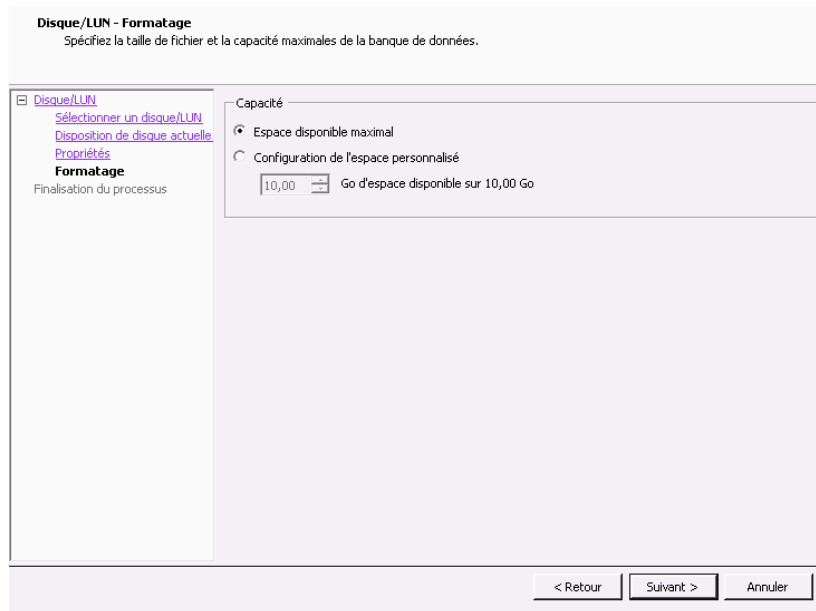 Disque/LUN - Formatage
Spécifiez la taille de fichier et la capacité maximales de la banque de données.
Disque/LUN
Sélectionner un disque/LUN
Disposition de disque actuelle
Propriétés
Formatage
Finalisation du processus
Capacité
Espace disponible maximal
Configuration de l'espace personnalisé
10,00 Go d'espace disponible sur 10,00 Go
< Retour Suivant > Annuler